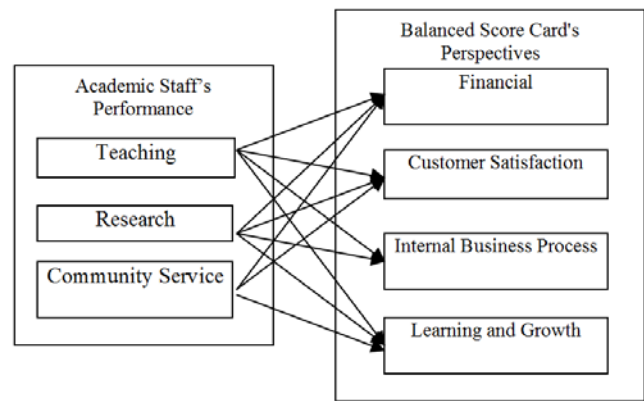 Academic Staff's
Performance
Teaching
Research
Community Service
Balanced Score Card's
Perspectives
Financial
Customer Satisfaction
Internal Business Process
Learning and Growth